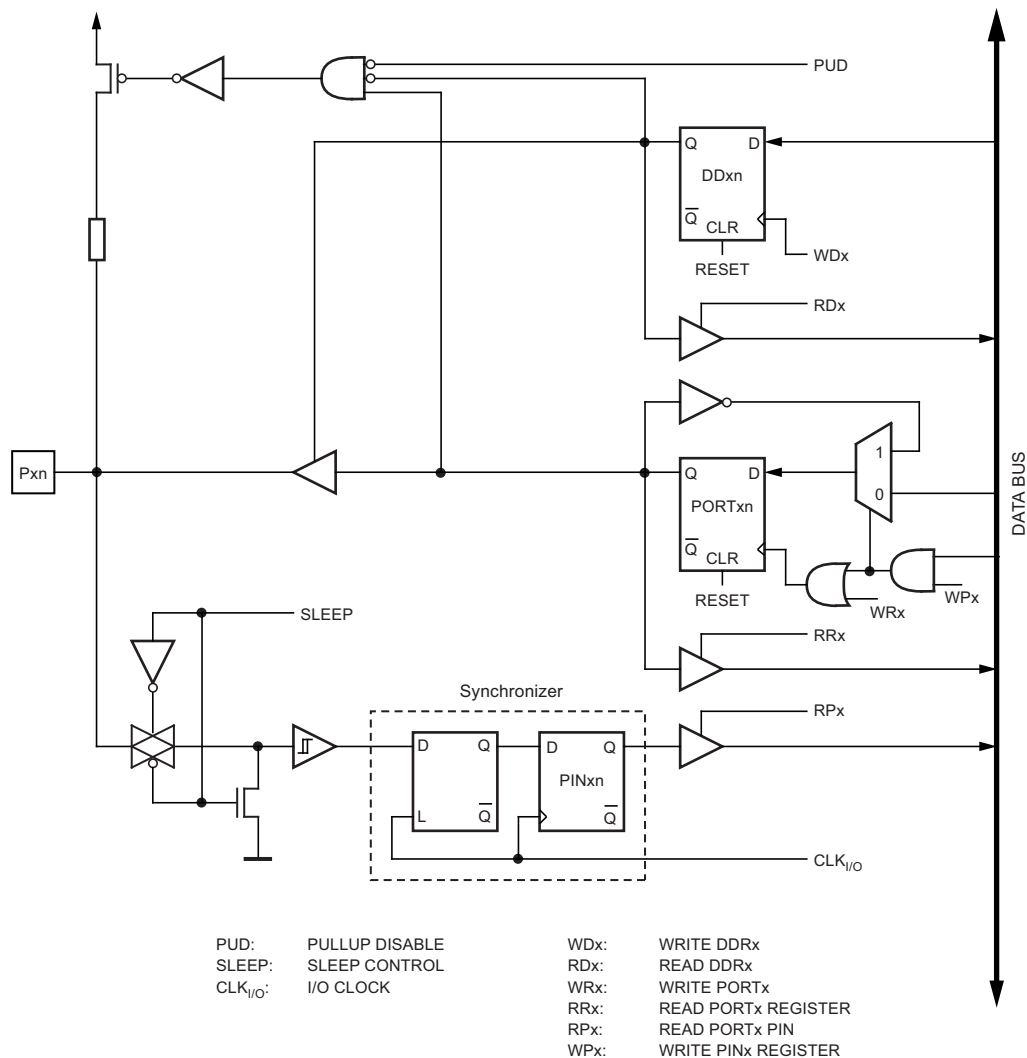 PUD
Q D
DDxn
Q
CLR
RESET
WDx
RDx
1
Pxn
Q D
PORTxn
0
Q
CLR
RESET
WRx
WPx
DATA BUS
SLEEP
RRx
Synchronizer
RPx
D Q
D Q
PINxn
L Q
Q
CLKI/O
PUD: PULLUP DISABLE
SLEEP: SLEEP CONTROL
CLKI/O: I/O CLOCK
WDx: WRITE DDRx
RDx: READ DDRx
WRx: WRITE PORTx
RRx: READ PORTx REGISTER
RPx: READ PORTx PIN
WPx: WRITE PINx REGISTER